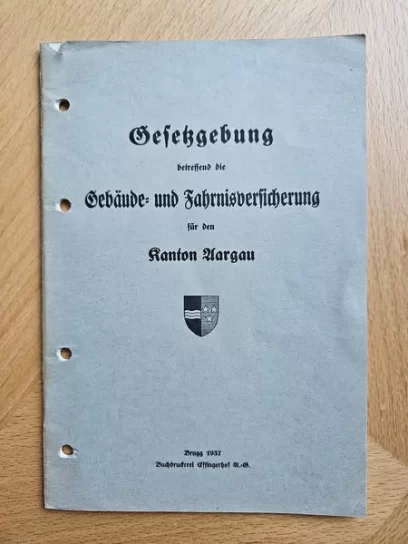 Gesetzgebung
betreffend die
Gebäude- und Fahrnisversicherung
für den
Kanton Aargau
Brugg 1937
Buchdruckerei Effingerhof A.-G.